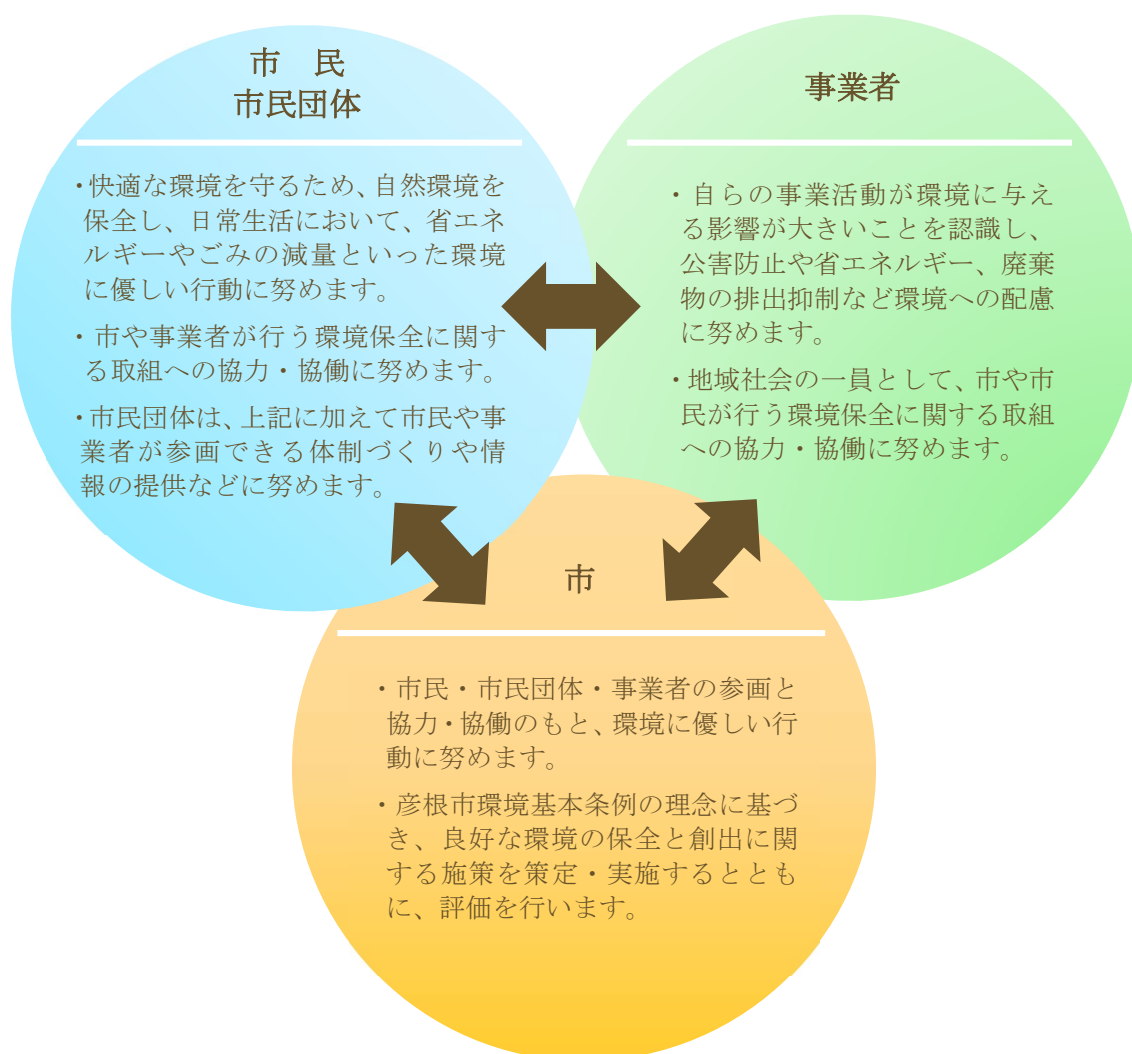 市　民
市民団体
・快適な環境を守るため、自然環境を
保全し、日常生活において、省エネ
ルギーやごみの減量といった環境
に優しい行動に努めます。
・市や事業者が行う環境保全に関す
る取組への協力・協働に努めます。
・市民団体は、上記に加えて市民や事
業者が参画できる体制づくりや情
報の提供などに努めます。
事業者
・自らの事業活動が環境に与え
る影響が大きいことを認識し、
公害防止や省エネルギー、廃棄
物の排出抑制など環境への配慮
に努めます。
・地域社会の一員として、市や市
民が行う環境保全に関する取組
への協力・協働に努めます。
市
・市民・市民団体・事業者の参画と
協力・協働のもと、環境に優しい行
動に努めます。
・彦根市環境基本条例の理念に基づ
き、良好な環境の保全と創出に関
する施策を策定・実施するととも
に、評価を行います。